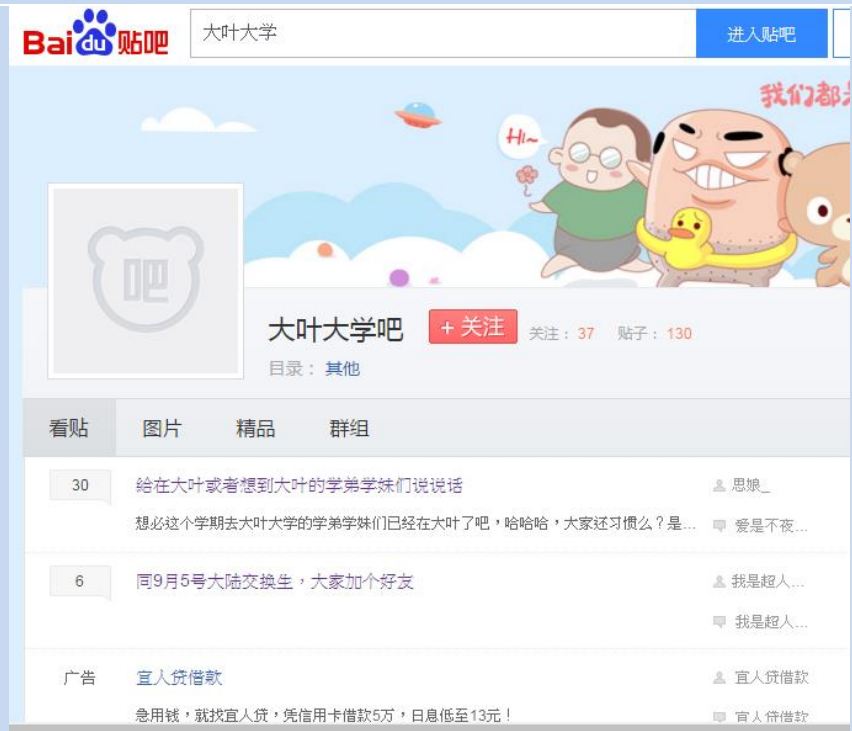 Bai du 贴吧
大叶大学
进入贴吧
我们都是
Hi~
吧
大叶大学吧
+ 关注
关注：37 贴子：130
目录：其他
看贴 图片 精品 群组
30 给在大叶或者想到大叶的学弟学妹们说说话 思娘_
想必这个学期去大叶大学的学弟学妹们已经在大叶了吧，哈哈哈，大家还习惯么？是... 爱是不夜...
6 同9月5号大陆交换生，大家加个好友 我是超人...
我是超人...
广告 宜人贷借款 宜人贷借款
急用钱，就找宜人贷，凭信用卡借款5万，日息低至13元！ 宜人贷借款